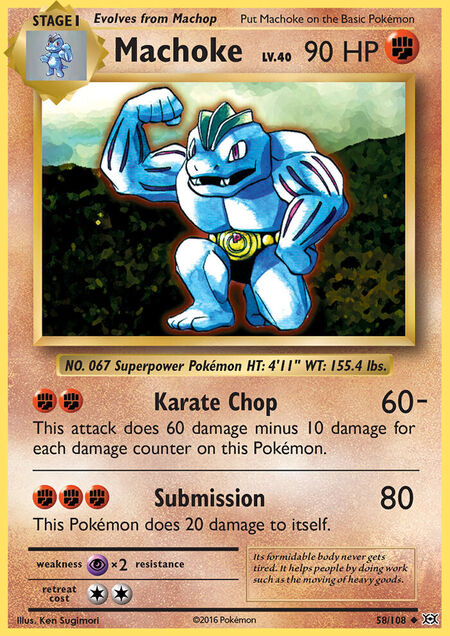 STAGE 1 Evolves from Machop Put Machoke on the Basic Pokémon
Machoke LV.40 90 HP
NO. 067 Superpower Pokémon HT: 4'11" WT: 155.4 lbs.
Karate Chop 60-
This attack does 60 damage minus 10 damage for
each damage counter on this Pokémon.
Submission 80
This Pokémon does 20 damage to itself.
weakness ×2 resistance
retreat
cost
Its formidable body never gets
tired. It helps people by doing work
such as the moving of heavy goods.
Illus. Ken Sugimori ©2016 Pokémon 58/108